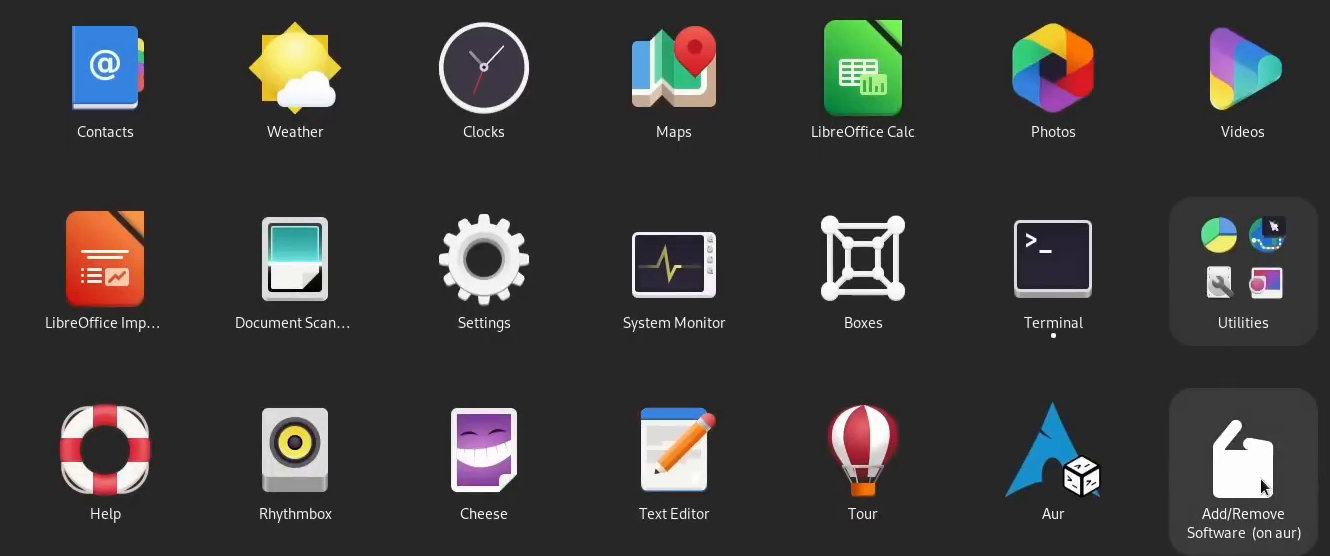 @
Contacts
Weather
Clocks
Maps
LibreOffice Calc
Photos
Videos
LibreOffice Imp...
Document Scan...
Settings
System Monitor
Boxes
>_
Terminal
Utilities
Help
Rhythmbox
Cheese
Text Editor
Tour
Aur
Add/Remove
Software (on aur)